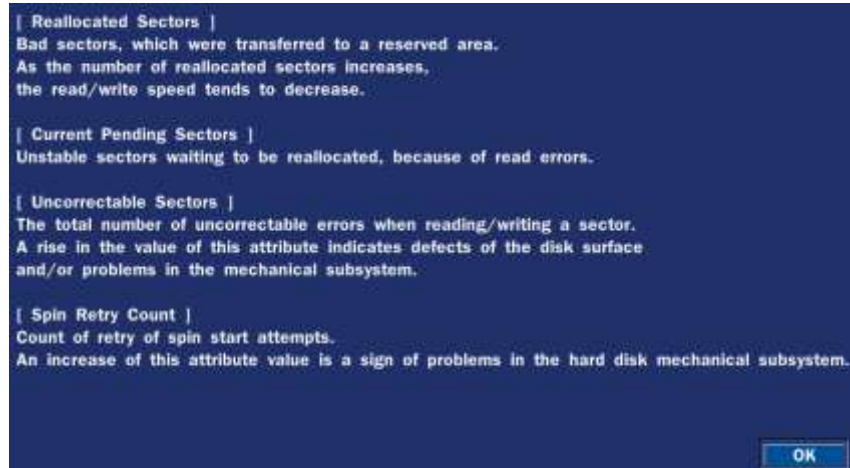 [ Reallocated Sectors ]
Bad sectors, which were transferred to a reserved area.
As the number of reallocated sectors increases,
the read/write speed tends to decrease.
[ Current Pending Sectors ]
Unstable sectors waiting to be reallocated, because of read errors.
[ Uncorrectable Sectors ]
The total number of uncorrectable errors when reading/writing a sector.
A rise in the value of this attribute indicates defects of the disk surface
and/or problems in the mechanical subsystem.
[ Spin Retry Count ]
Count of retry of spin start attempts.
An increase of this attribute value is a sign of problems in the hard disk mechanical subsystem.
OK